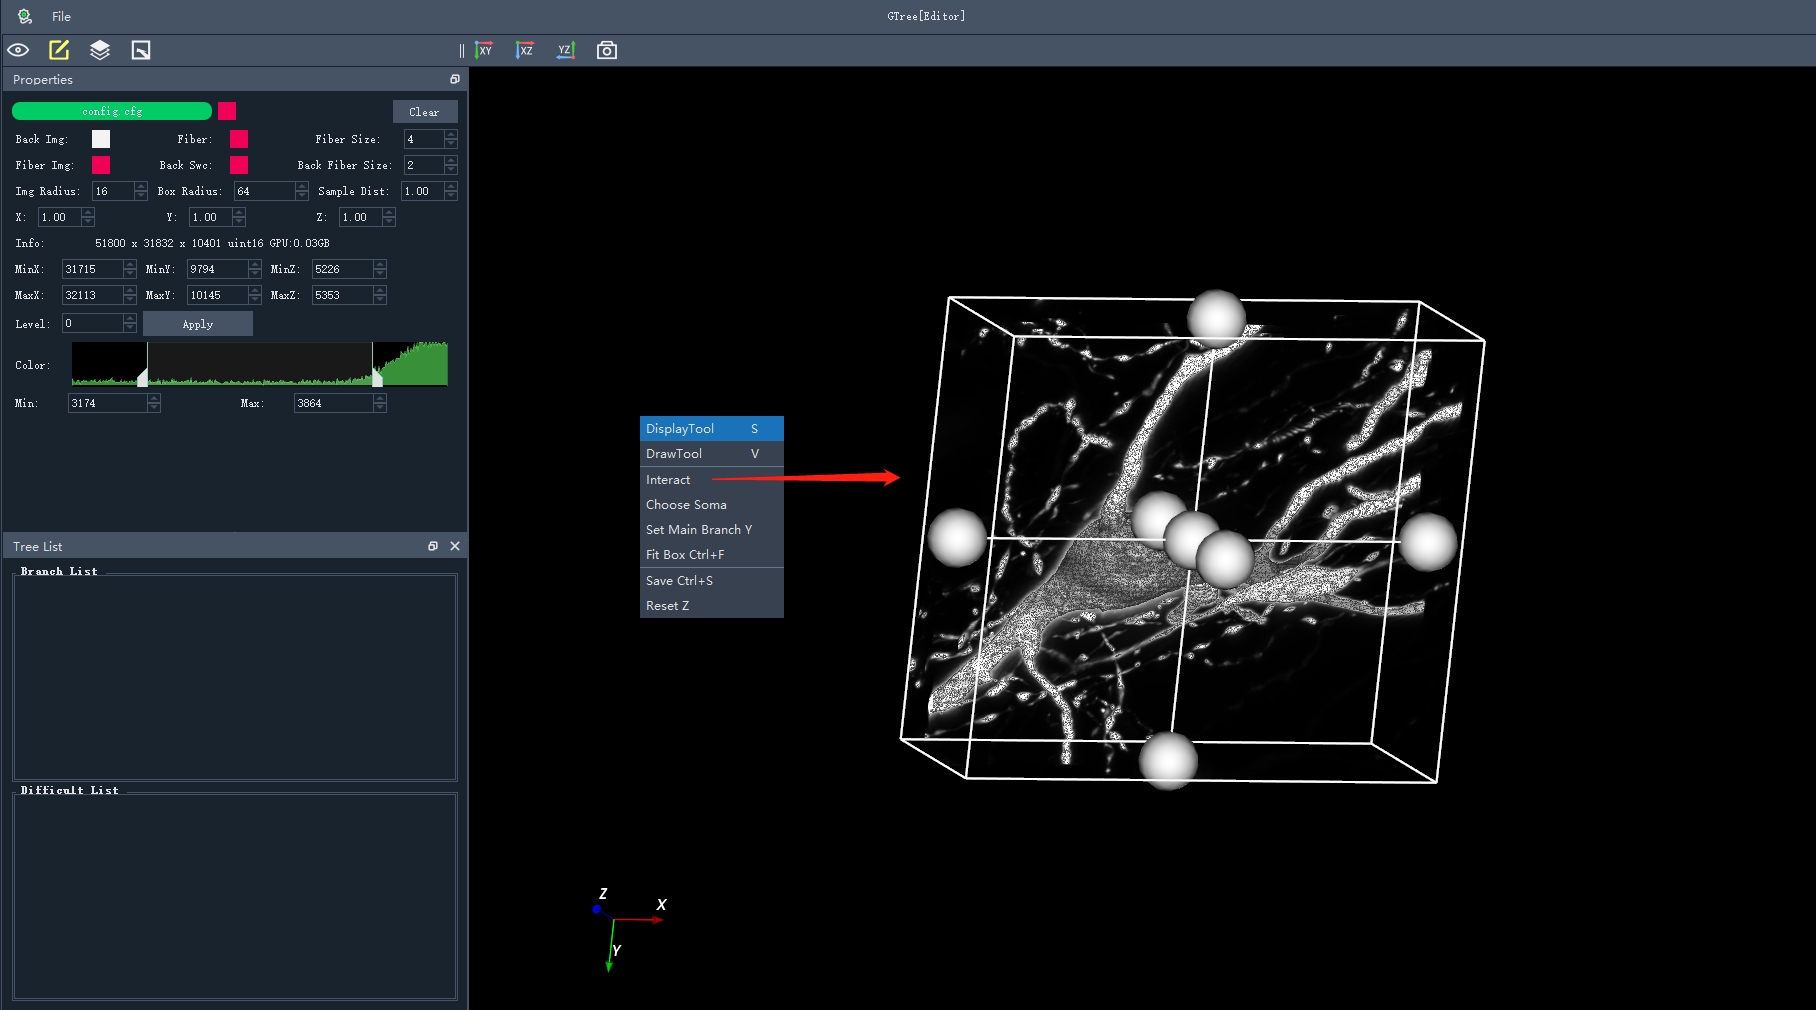 File
GTree[Editor]
XY XZ YZ
Properties
config.cfg
Clear
Back Img: Fiber: Fiber Size: 4
Fiber Img: Back Swc: Back Fiber Size: 2
Img Radius: 16 Box Radius: 64 Sample Dist: 1.00
X: 1.00 Y: 1.00 Z: 1.00
Info: 51800 x 31832 x 10401 uint16 GPU:0.03GB
MinX: 31715 MinY: 9794 MinZ: 5226
MaxX: 32113 MaxY: 10145 MaxZ: 5353
Level: 0 Apply
Color:
Min: 3174 Max: 3864
Tree List
Branch List
Difficult List
DisplayTool S
DrawTool V
Interact
Choose Soma
Set Main Branch Y
Fit Box Ctrl+F
Save Ctrl+S
Reset Z
Z
X
Y